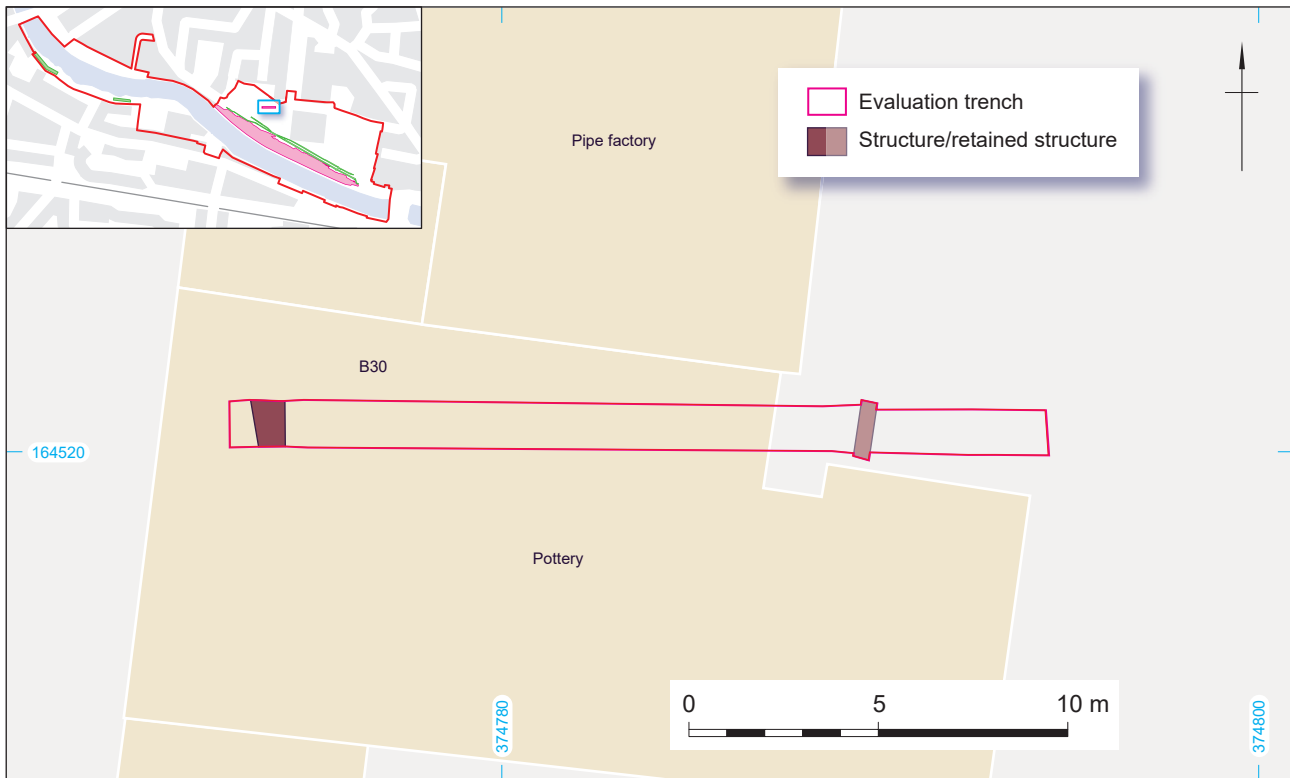 Evaluation trench
Pipe factory
Structure/retained structure
B30
164520
Pottery
0 5 10 m
374780
374800